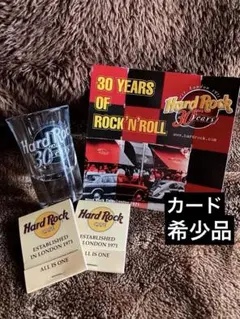 30 YEARS
OF
ROCK'N'ROLL
Hard Rock
30 Years
www.hardrock.com
Hard Rock
30
カード
希少品
Hard Rock
CAFE
ESTABLISHED
IN LONDON 1971
ALL IS ONE
Hard Rock
CAFE
ESTABLISHED
IN LONDON 1971
ALL IS ONE